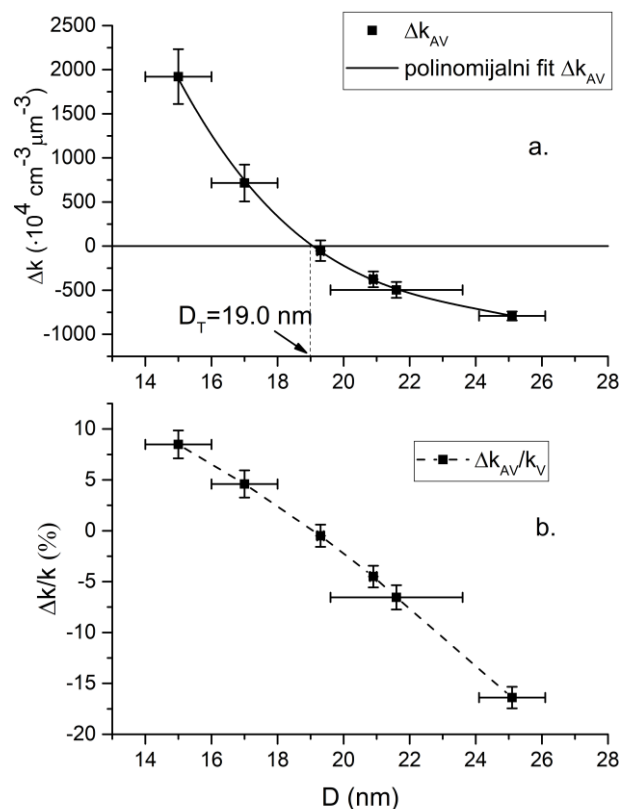 Δk_AV
polinomijalni fit Δk_AV
a.
2000
1500
1000
500
0
-500
-1000
Δk (·10⁴ cm⁻³μm⁻³)
D_T=19.0 nm
14 16 18 20 22 24 26 28
Δk_AV/k_V
b.
10
5
0
-5
-10
-15
-20
Δk/k (%)
14 16 18 20 22 24 26 28
D (nm)